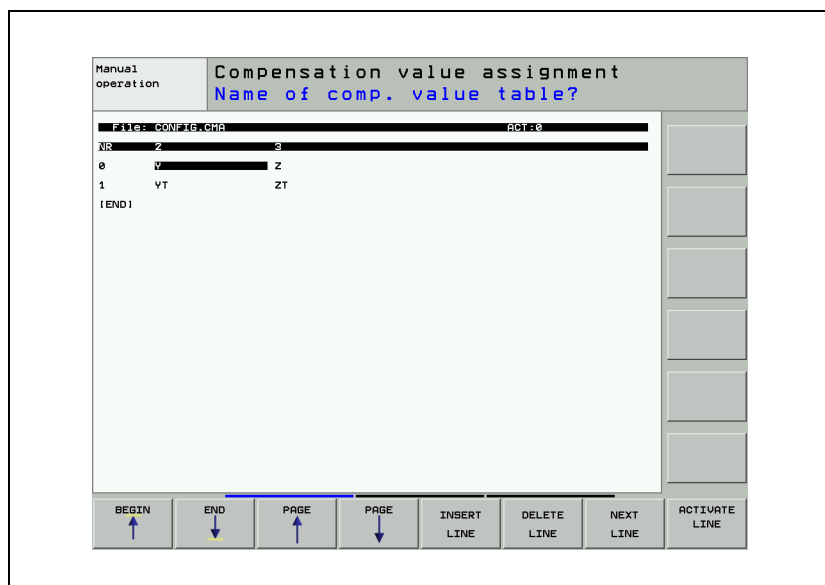 Manual
operation
Compensation value assignment
Name of comp. value table?
File: CONFIG.CMA ACT:0
NR 2 3
0 Y Z
1 YT ZT
[END]
BEGIN
END
PAGE
PAGE
INSERT
LINE
DELETE
LINE
NEXT
LINE
ACTIVATE
LINE